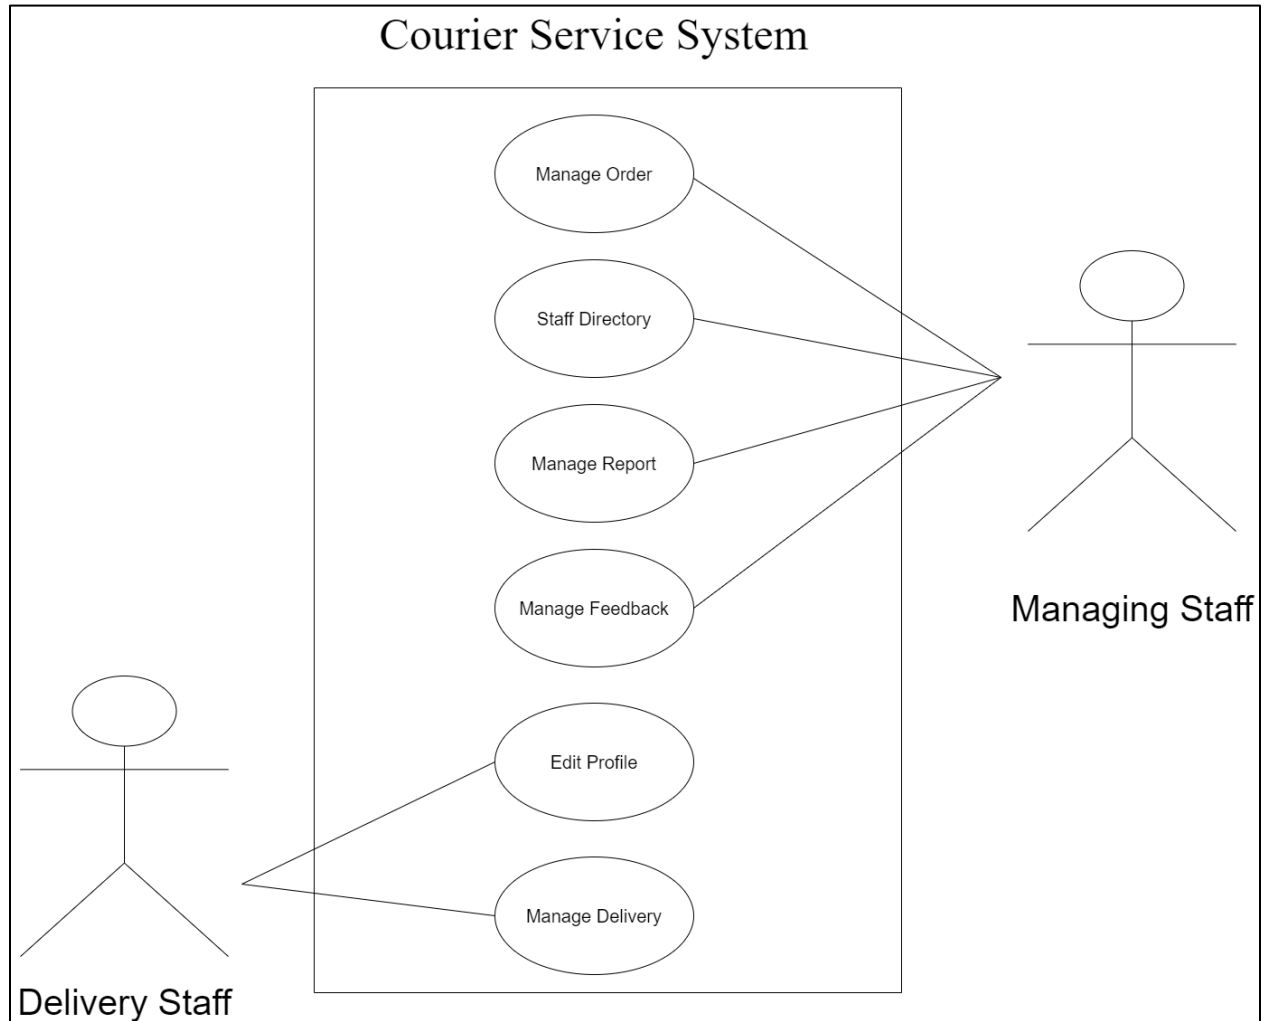 Courier Service System
Manage Order
Staff Directory
Manage Report
Manage Feedback
Managing Staff
Edit Profile
Manage Delivery
Delivery Staff